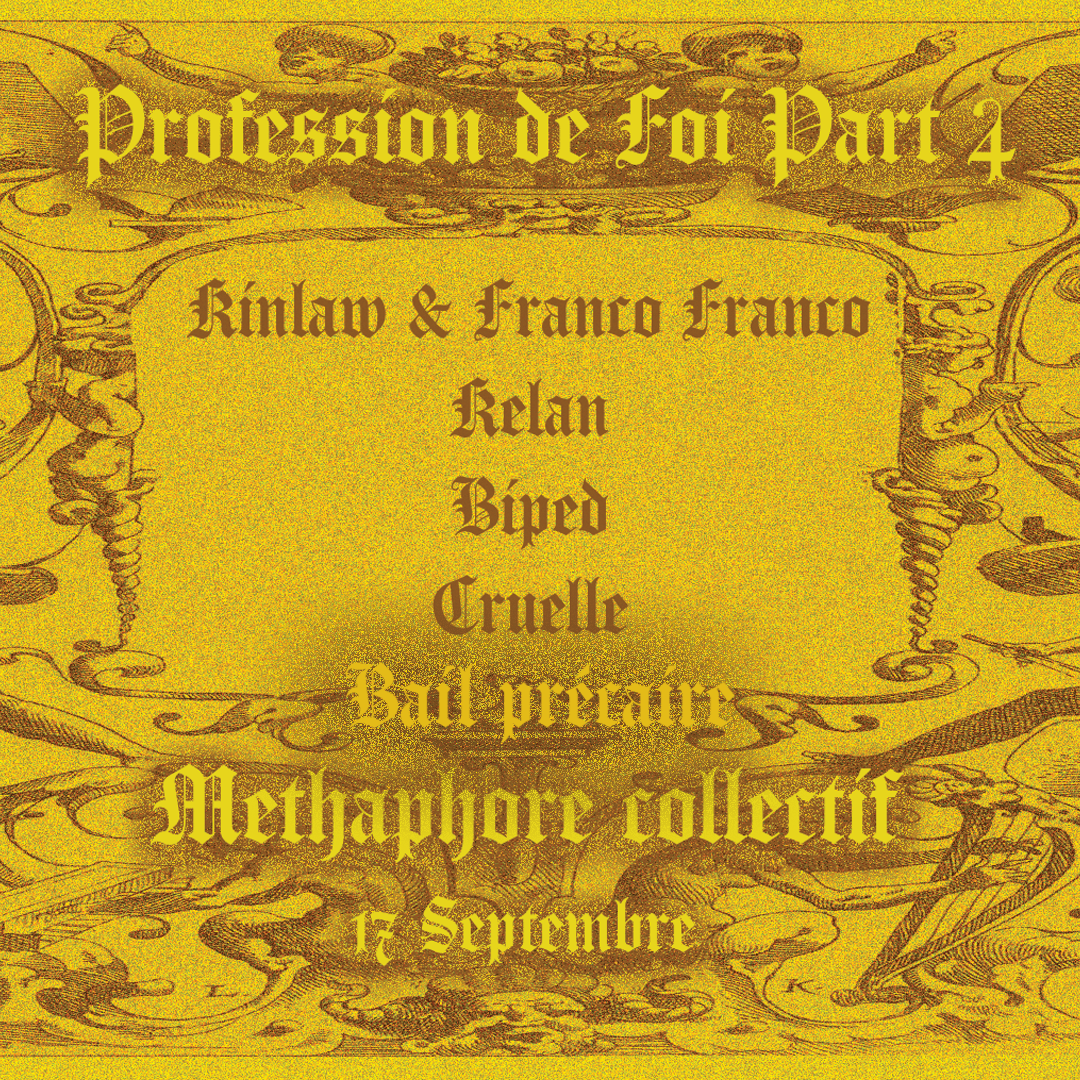 Profession de Foi Part 4
Kinlaw & Franco Franco
Kelan
Biped
Cruelle
Bail précaire
Methaphore collectif
17 Septembre
L.
K.